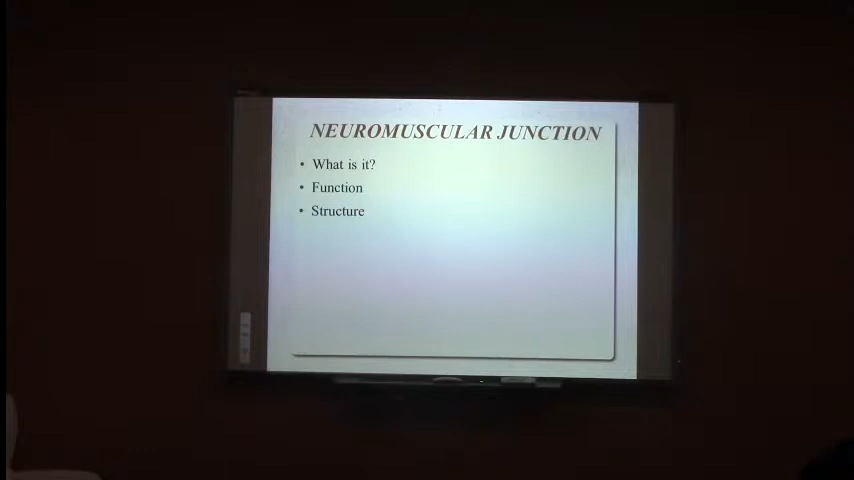 NEUROMUSCULAR JUNCTION
• What is it?
• Function
• Structure